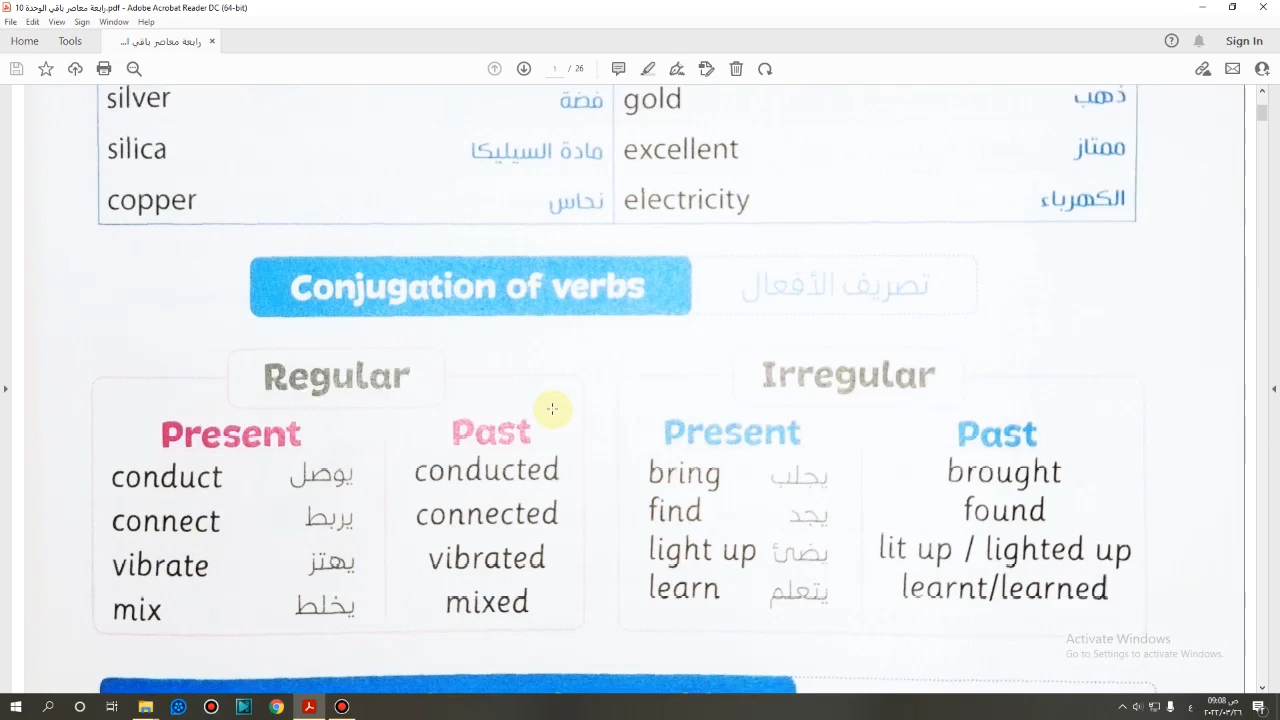 رابعة معاصر باقي الوحدة 10.pdf - Adobe Acrobat Reader DC (64-bit)
File Edit View Sign Window Help
Home Tools رابعة معاصر باقي ا... × Sign In
١ / 26
silver فضة gold ذهب
silica مادة السيليكا excellent ممتاز
copper نحاس electricity الكهرباء
Conjugation of verbs تصريف الأفعال
Regular Irregular
Present Past Present Past
conduct يوصل conducted bring يجلب brought
connect يربط connected find يجد found
vibrate يهتز vibrated light up يضئ lit up / lighted up
mix يخلط mixed learn يتعلم learnt/learned
Activate Windows
Go to Settings to activate Windows.
ع 09:08 ص